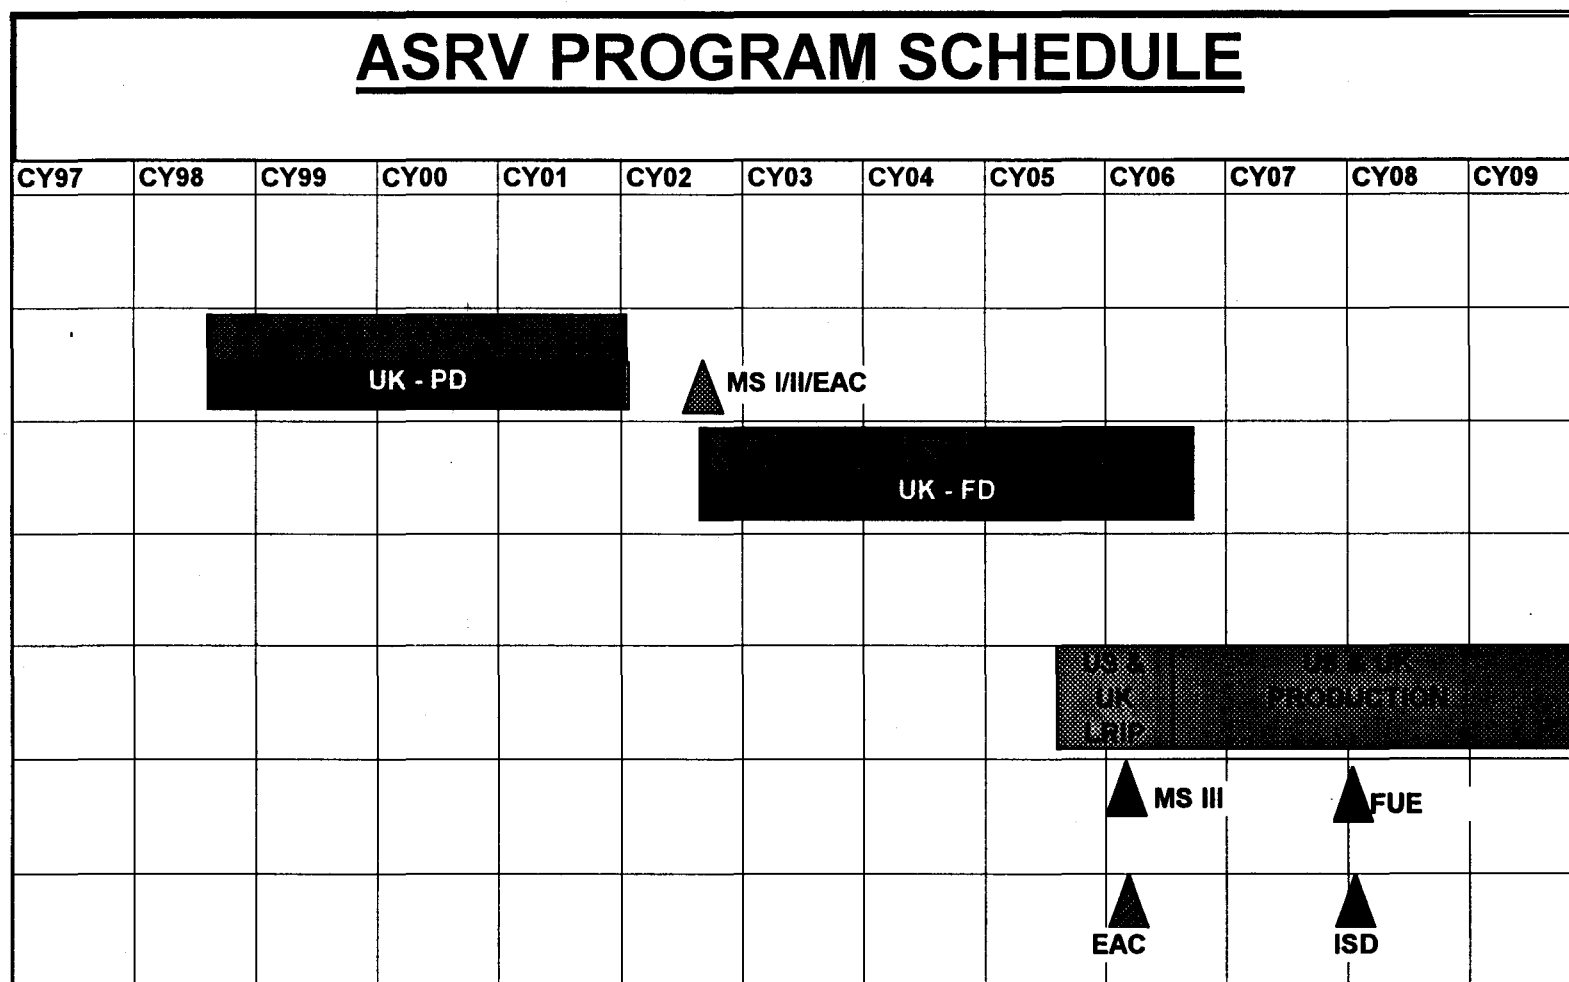 ASRV PROGRAM SCHEDULE
CY97 CY98 CY99 CY00 CY01 CY02 CY03 CY04 CY05 CY06 CY07 CY08 CY09
UK - PD
MS I/II/EAC
UK - FD
US & US & UK
UK PRODUCTION
LRIP
MS III FUE
EAC ISD